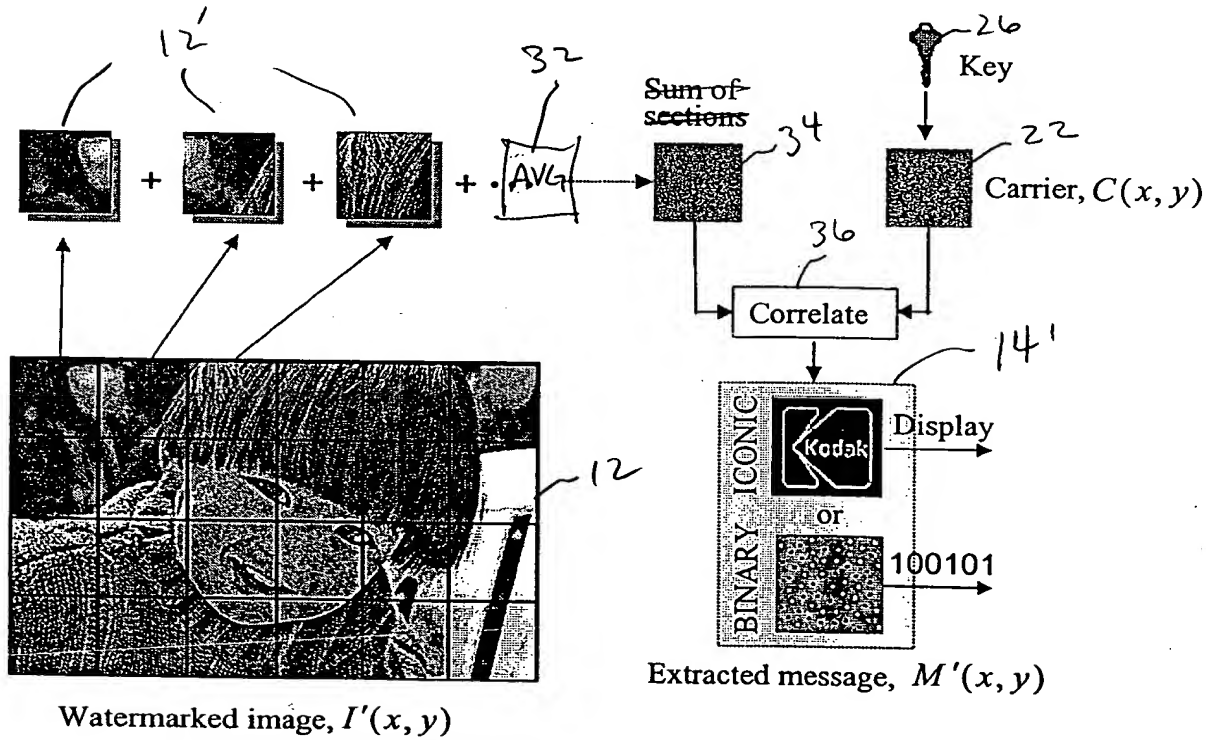 12'
32
26
Key
~~Sum of~~
~~sections~~
34
22
+ + + . AVG
Carrier, C(x, y)
36
Correlate
14'
BINARY ICONIC
Kodak
Display
or
100101
12
Extracted message, M'(x, y)
Watermarked image, I'(x, y)